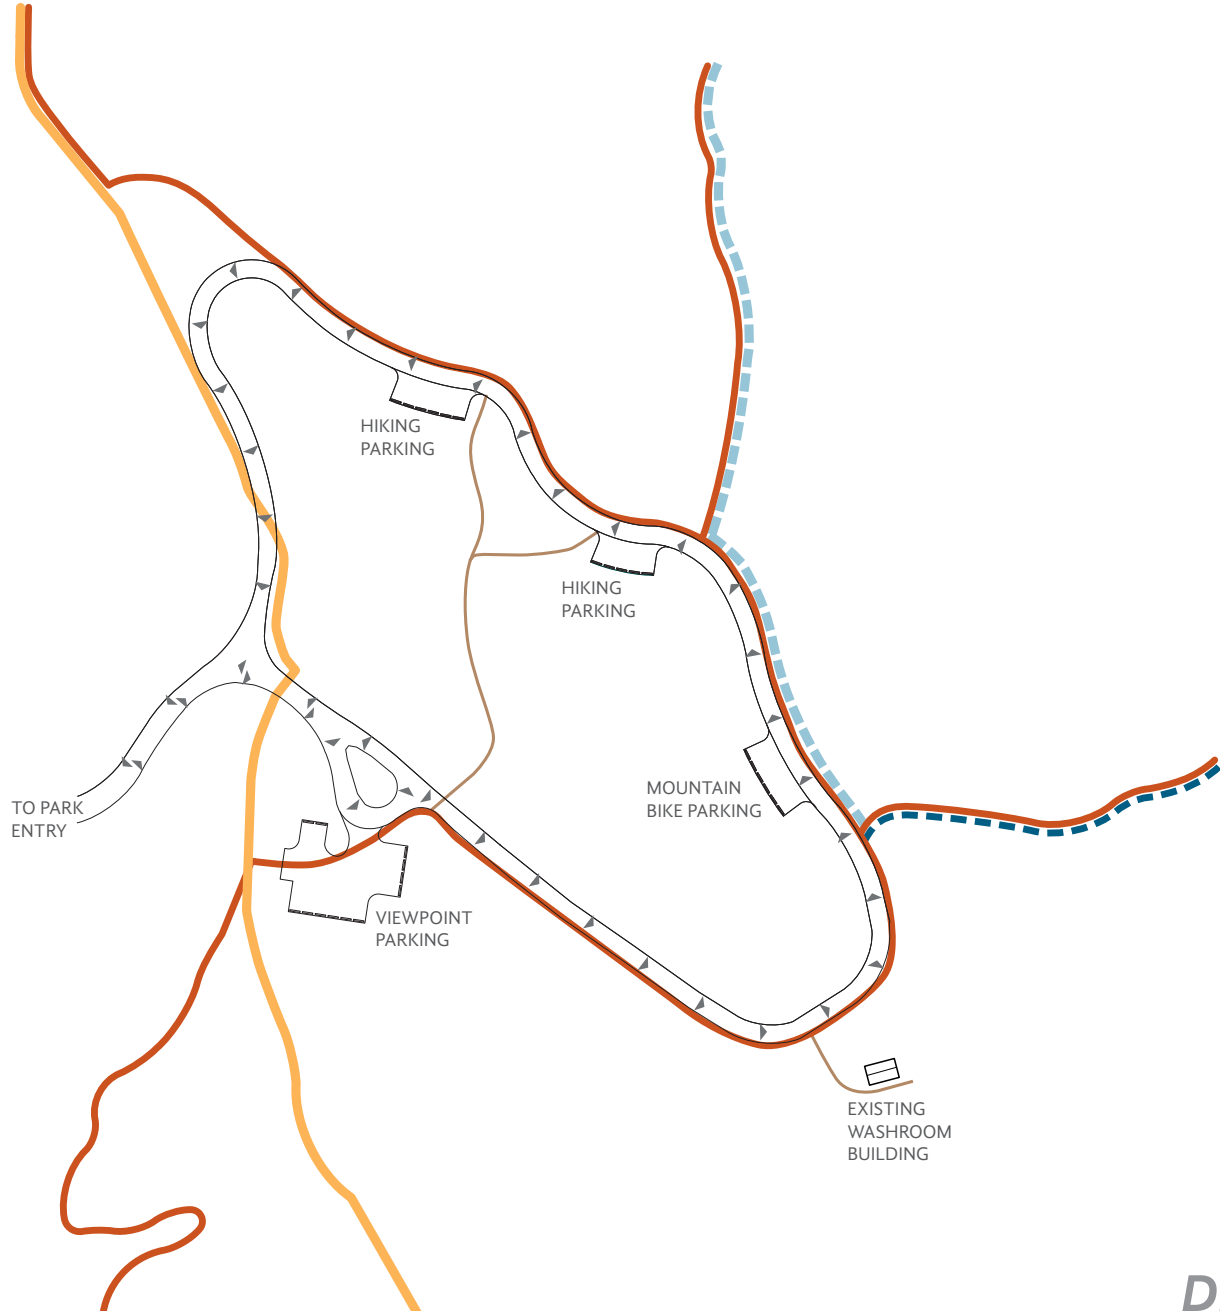 HIKING
PARKING
HIKING
PARKING
MOUNTAIN
BIKE PARKING
TO PARK
ENTRY
VIEWPOINT
PARKING
EXISTING
WASHROOM
BUILDING
D